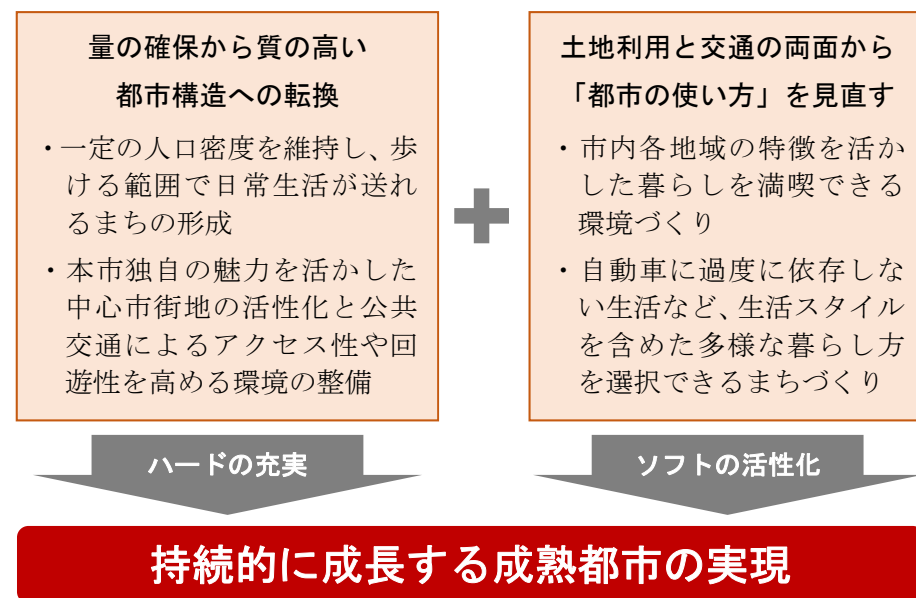 量の確保から質の高い
都市構造への転換
・一定の人口密度を維持し、歩
ける範囲で日常生活が送れ
るまちの形成
・本市独自の魅力を活かした
中心市街地の活性化と公共
交通によるアクセス性や回
遊性を高める環境の整備
土地利用と交通の両面から
「都市の使い方」を見直す
・市内各地域の特徴を活か
した暮らしを満喫できる
環境づくり
・自動車に過度に依存しな
い生活など、生活スタイル
を含めた多様な暮らし方
を選択できるまちづくり
ハードの充実
ソフトの活性化
持続的に成長する成熟都市の実現